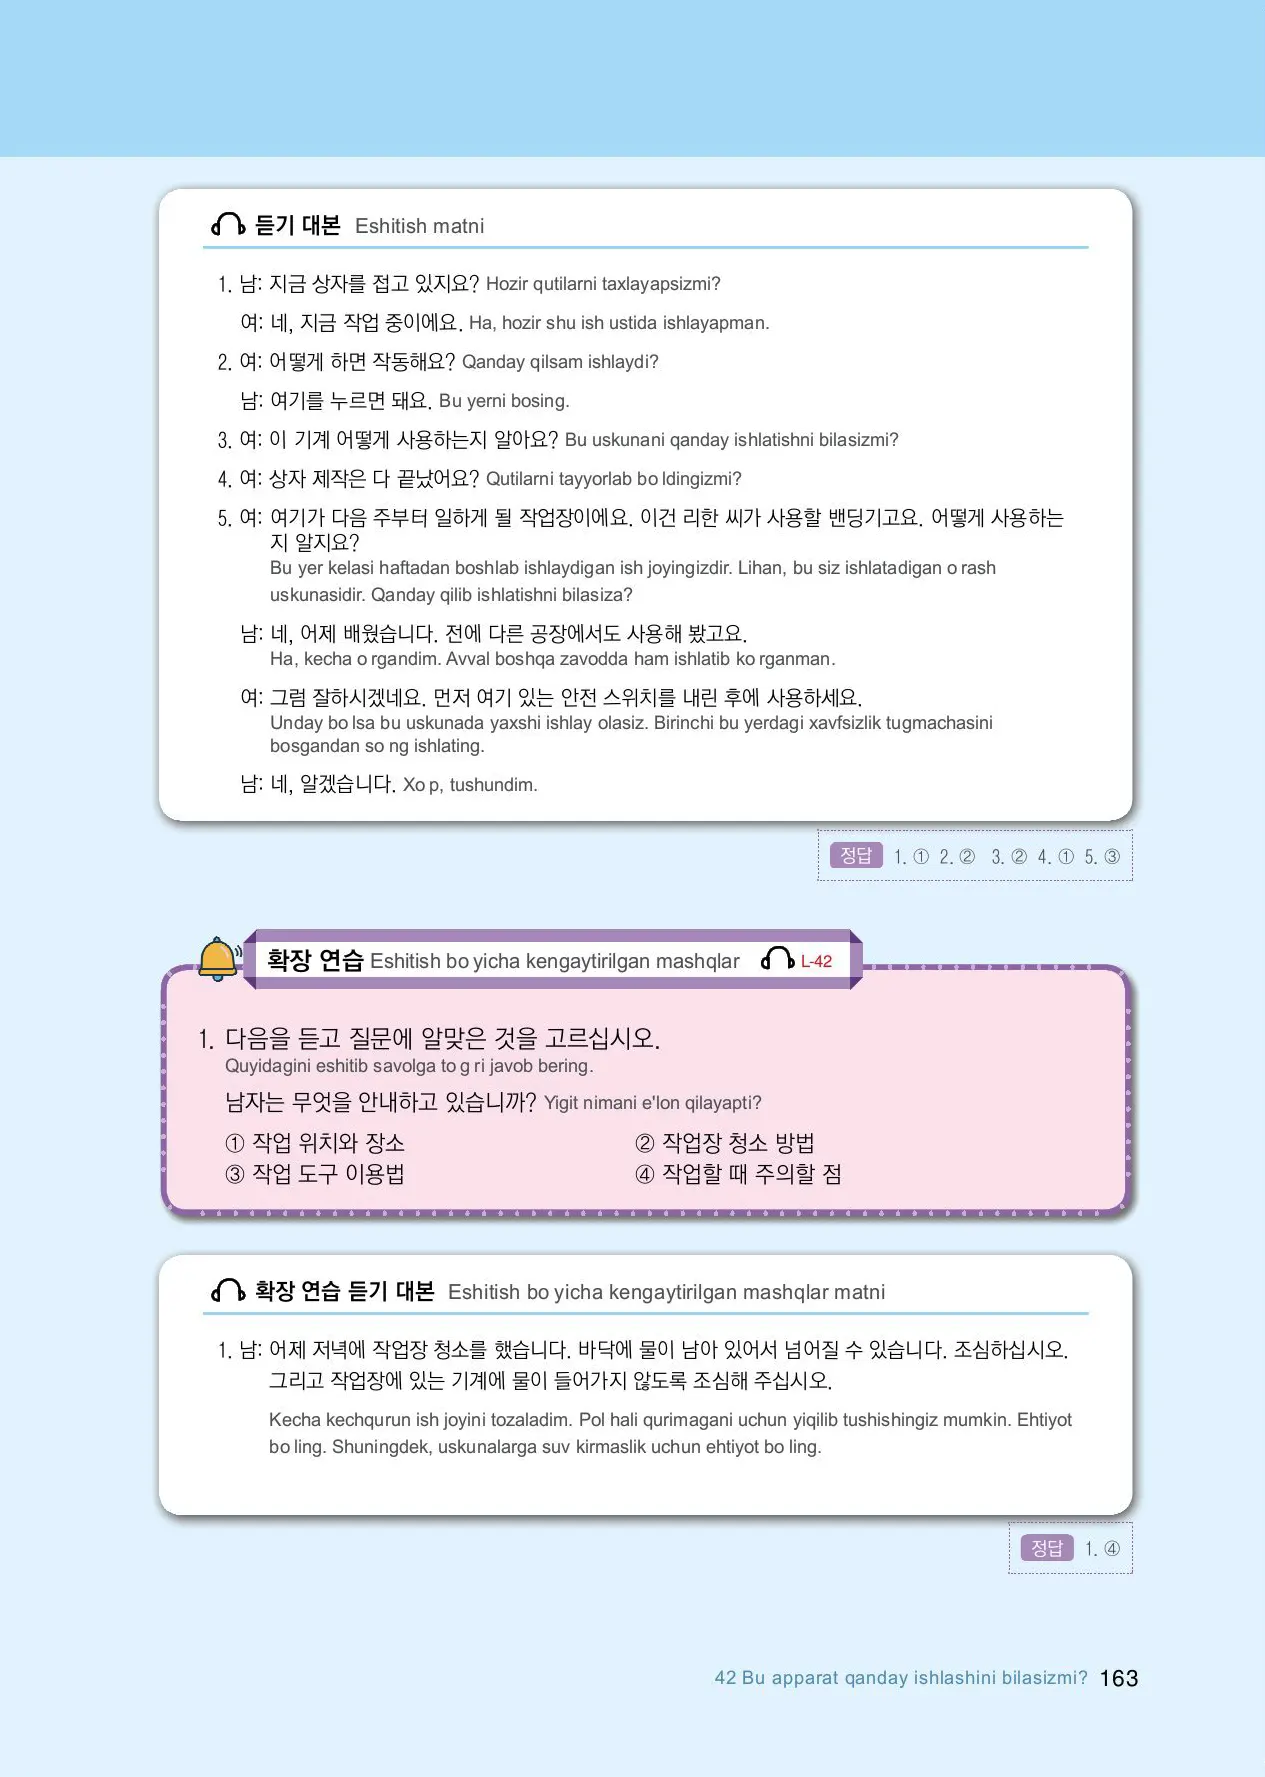 듣기 대본 Eshitish matni
1. 남: 지금 상자를 접고 있지요? Hozir qutilarni taxlayapsizmi?
여: 네, 지금 작업 중이에요. Ha, hozir shu ish ustida ishlayapman.
2. 여: 어떻게 하면 작동해요? Qanday qilsam ishlaydi?
남: 여기를 누르면 돼요. Bu yerni bosing.
3. 여: 이 기계 어떻게 사용하는지 알아요? Bu uskunani qanday ishlatishni bilasizmi?
4. 여: 상자 제작은 다 끝났어요? Qutilarni tayyorlab bo ldingizmi?
5. 여: 여기가 다음 주부터 일하게 될 작업장이에요. 이건 리한 씨가 사용할 밴딩기고요. 어떻게 사용하는
지 알지요?
Bu yer kelasi haftadan boshlab ishlaydigan ish joyingizdir. Lihan, bu siz ishlatadigan o rash
uskunasidir. Qanday qilib ishlatishni bilasiza?
남: 네, 어제 배웠습니다. 전에 다른 공장에서도 사용해 봤고요.
Ha, kecha o rgandim. Avval boshqa zavodda ham ishlatib ko rganman.
여: 그럼 잘하시겠네요. 먼저 여기 있는 안전 스위치를 내린 후에 사용하세요.
Unday bo lsa bu uskunada yaxshi ishlay olasiz. Birinchi bu yerdagi xavfsizlik tugmachasini
bosgandan so ng ishlating.
남: 네, 알겠습니다. Xo p, tushundim.
정답 1. ① 2. ② 3. ② 4. ① 5. ③
확장 연습 Eshitish bo yicha kengaytirilgan mashqlar L-42
1. 다음을 듣고 질문에 알맞은 것을 고르십시오.
Quyidagini eshitib savolga to g ri javob bering.
남자는 무엇을 안내하고 있습니까? Yigit nimani e'lon qilayapti?
① 작업 위치와 장소 ② 작업장 청소 방법
③ 작업 도구 이용법 ④ 작업할 때 주의할 점
확장 연습 듣기 대본 Eshitish bo yicha kengaytirilgan mashqlar matni
1. 남: 어제 저녁에 작업장 청소를 했습니다. 바닥에 물이 남아 있어서 넘어질 수 있습니다. 조심하십시오.
그리고 작업장에 있는 기계에 물이 들어가지 않도록 조심해 주십시오.
Kecha kechqurun ish joyini tozaladim. Pol hali qurimagani uchun yiqilib tushishingiz mumkin. Ehtiyot
bo ling. Shuningdek, uskunalarga suv kirmaslik uchun ehtiyot bo ling.
정답 1. ④
42 Bu apparat qanday ishlashini bilasizmi? 163